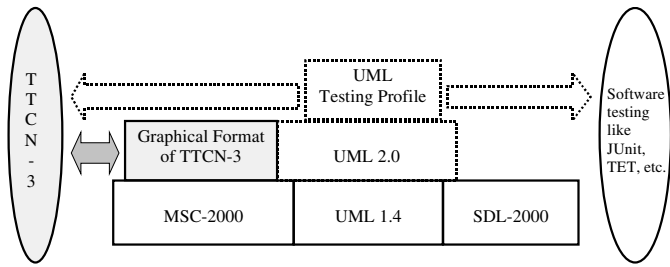 T
T
C
N
-
3
UML
Testing Profile
Software
testing
like
JUnit,
TET, etc.
Graphical Format
of TTCN-3
UML 2.0
MSC-2000
UML 1.4
SDL-2000